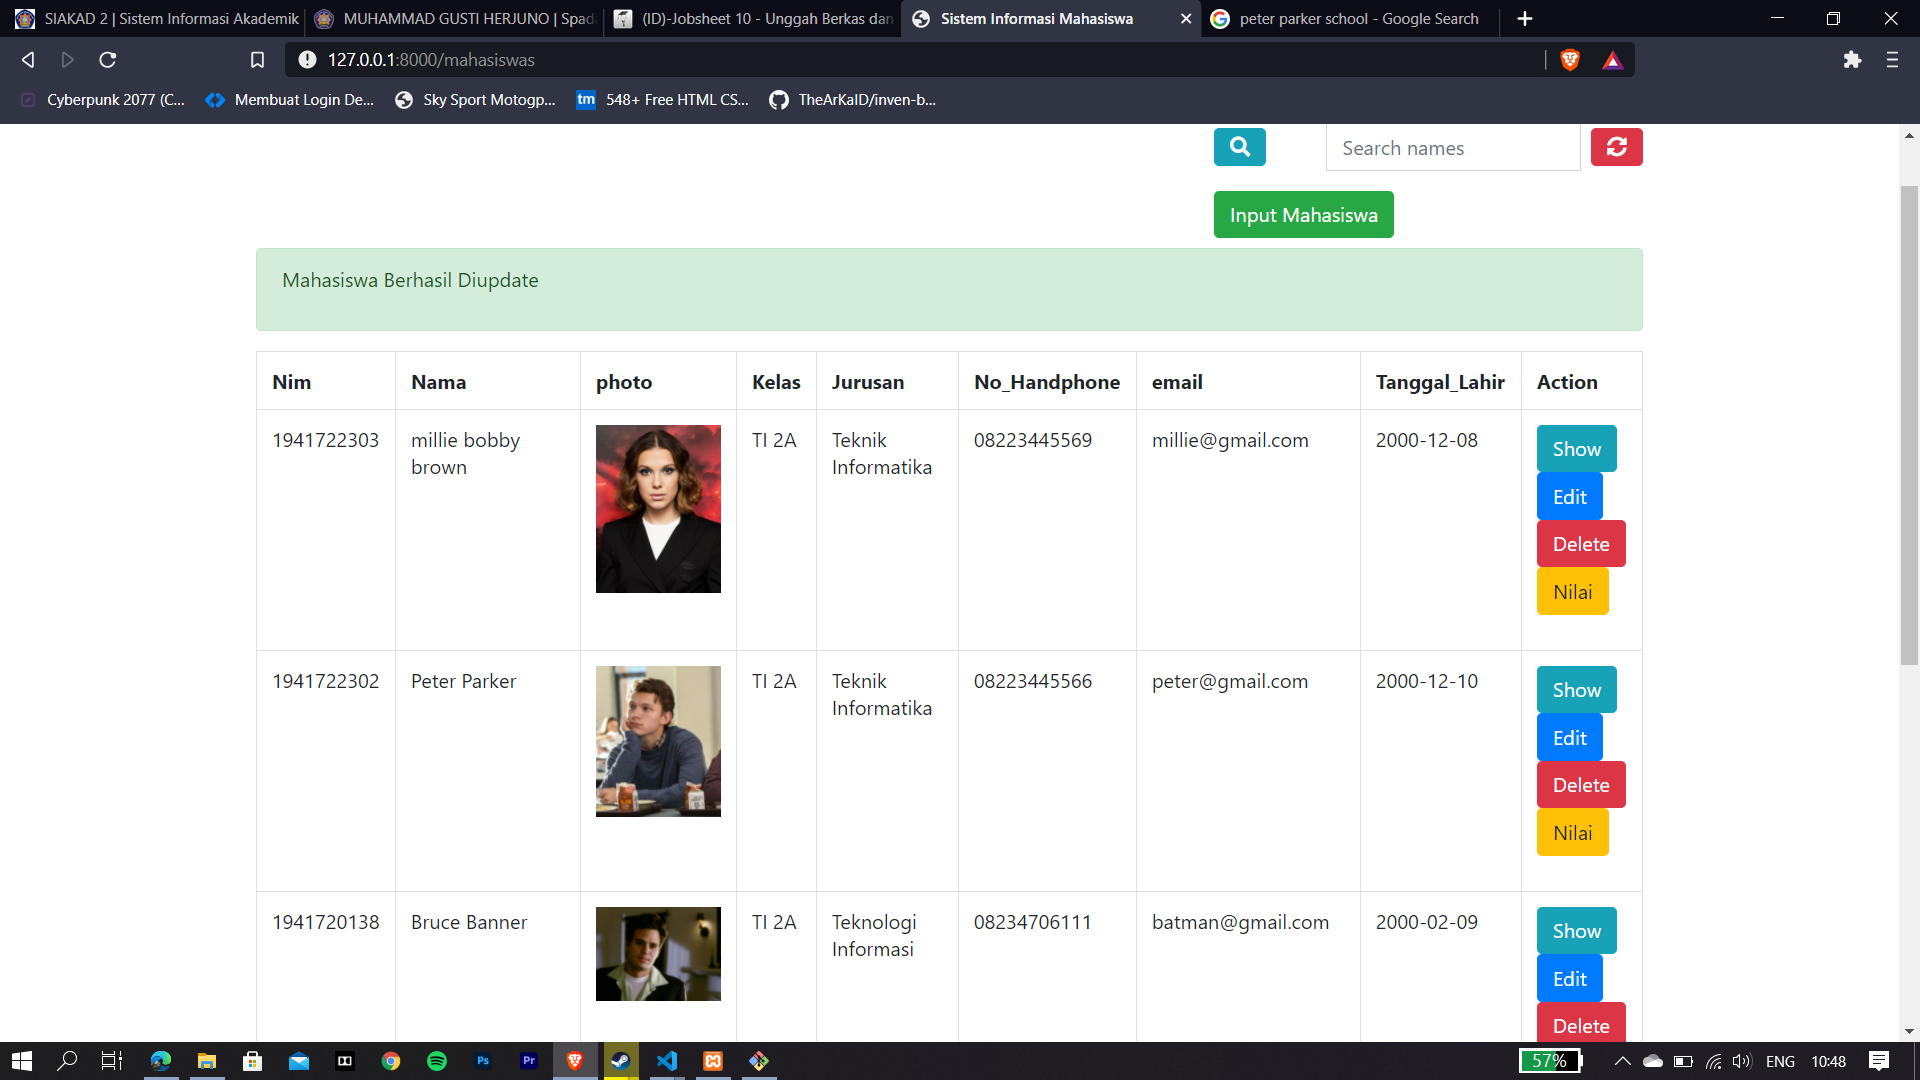 SIAKAD 2 | Sistem Informasi Akademik
MUHAMMAD GUSTI HERJUNO | Spad
(ID)-Jobsheet 10 - Unggah Berkas dan
Sistem Informasi Mahasiswa
peter parker school - Google Search
127.0.0.1:8000/mahasiswas
Cyberpunk 2077 (C...
Membuat Login De...
Sky Sport Motogp...
tm
548+ Free HTML CS...
TheArKaID/inven-b...
Search names
Input Mahasiswa
Mahasiswa Berhasil Diupdate
Nim Nama photo Kelas Jurusan No_Handphone email Tanggal_Lahir Action
1941722303 millie bobby brown TI 2A Teknik Informatika 08223445569 millie@gmail.com 2000-12-08
Show
Edit
Delete
Nilai
1941722302 Peter Parker TI 2A Teknik Informatika 08223445566 peter@gmail.com 2000-12-10
Show
Edit
Delete
Nilai
1941720138 Bruce Banner TI 2A Teknologi Informasi 08234706111 batman@gmail.com 2000-02-09
Show
Edit
Delete
Ps
Pr
57%
ENG
10:48